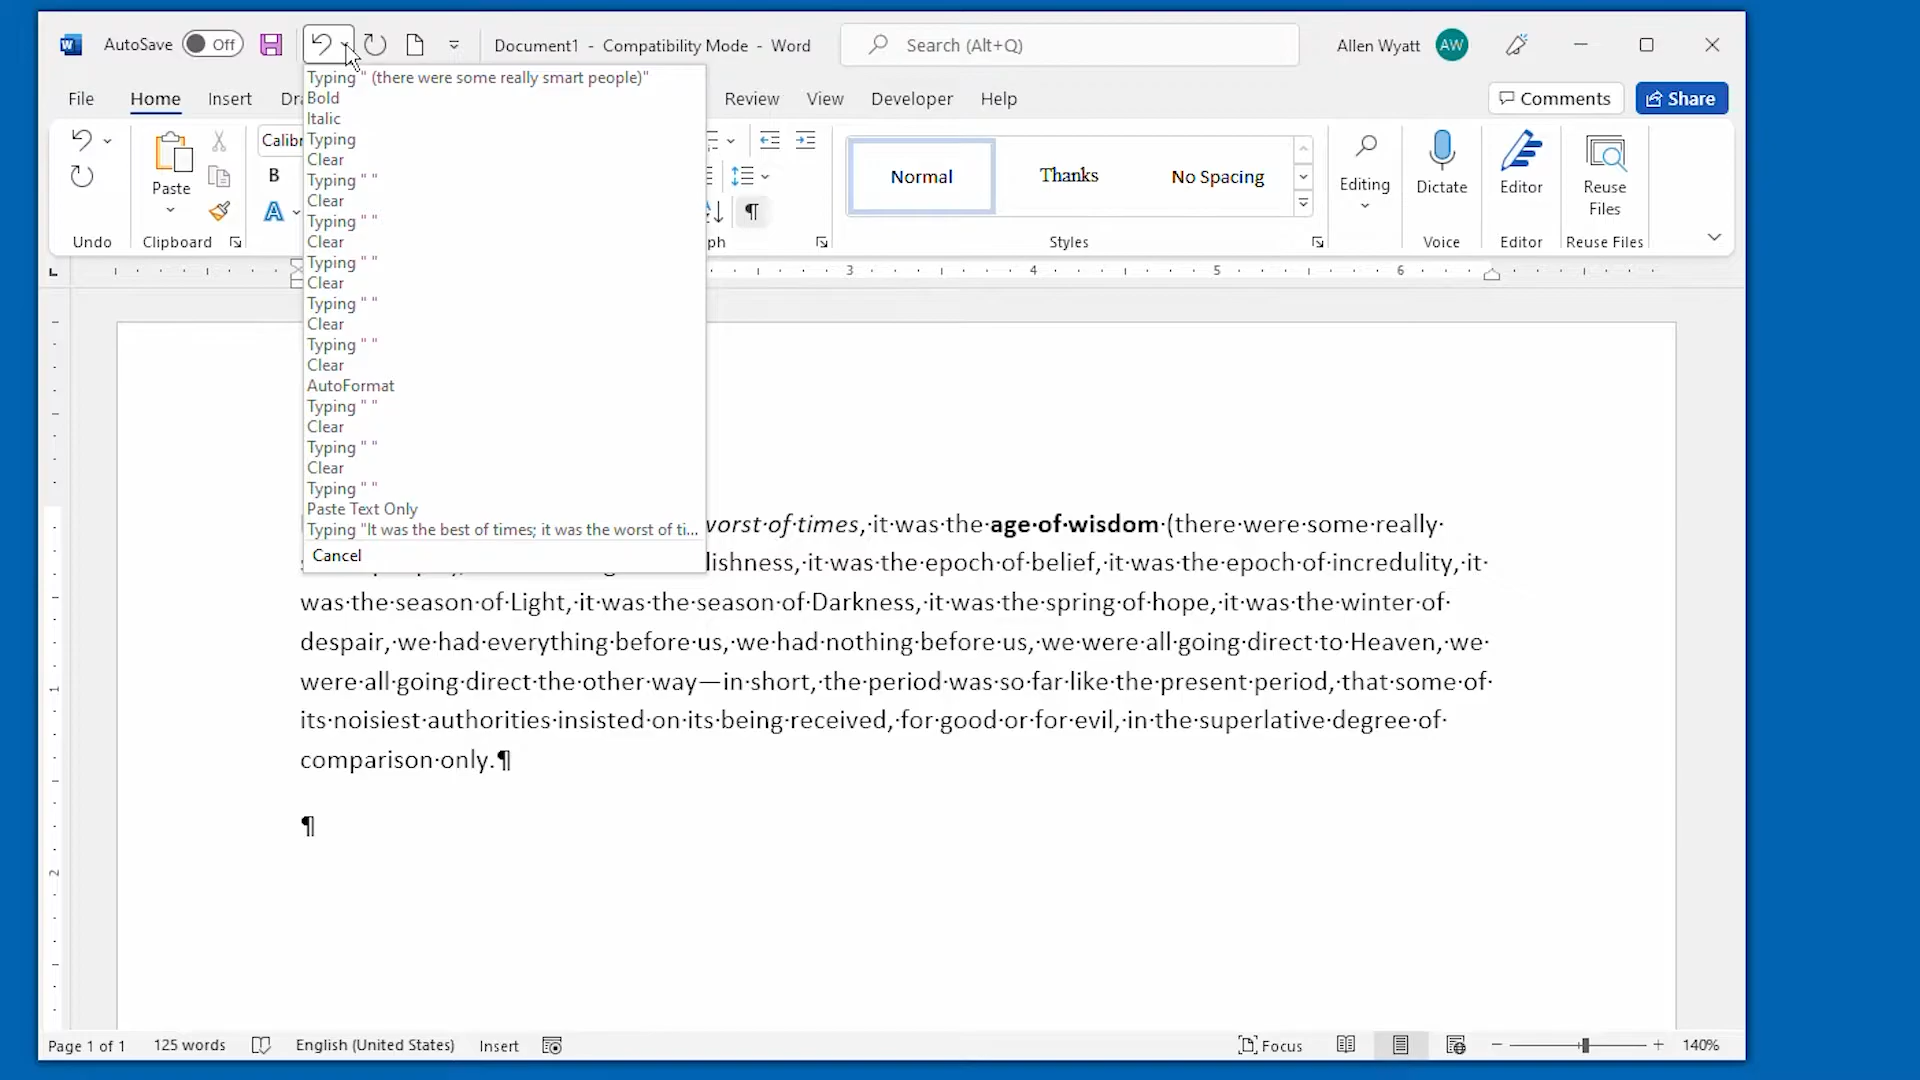 AutoSave Off Document1 - Compatibility Mode - Word Search (Alt+Q) Allen Wyatt AW
File Home Insert Review View Developer Help Comments Share
Typing " (there were some really smart people)"
Bold
Italic
Typing
Clear
Typing " "
Clear
Typing " "
Clear
Typing " "
Clear
Typing " "
Clear
Typing " "
Clear
AutoFormat
Typing " "
Clear
Typing " "
Clear
Typing " "
Paste Text Only
Typing "It was the best of times; it was the worst of ti...
Cancel
Paste
Undo
Clipboard
B
A
Normal
Thanks
No Spacing
Styles
Editing
Dictate
Voice
Editor
Editor
Reuse
Files
Reuse Files
3 4 5 6
1
2
worst·of·times,·it·was·the·age·of·wisdom·(there·were·some·really·
it·was·the·epoch·of·belief,·it·was·the·epoch·of·incredulity,·it·
was·the·season·of·Light,·it·was·the·season·of·Darkness,·it·was·the·spring·of·hope,·it·was·the·winter·of·
despair,·we·had·everything·before·us,·we·had·nothing·before·us,·we·were·all·going·direct·to·Heaven,·we·
were·all·going·direct·the·other·way—in·short,·the·period·was·so·far·like·the·present·period,·that·some·of·
its·noisiest·authorities·insisted·on·its·being·received,·for·good·or·for·evil,·in·the·superlative·degree·of·
comparison·only.¶
¶
Page 1 of 1 125 words English (United States) Insert Focus 140%